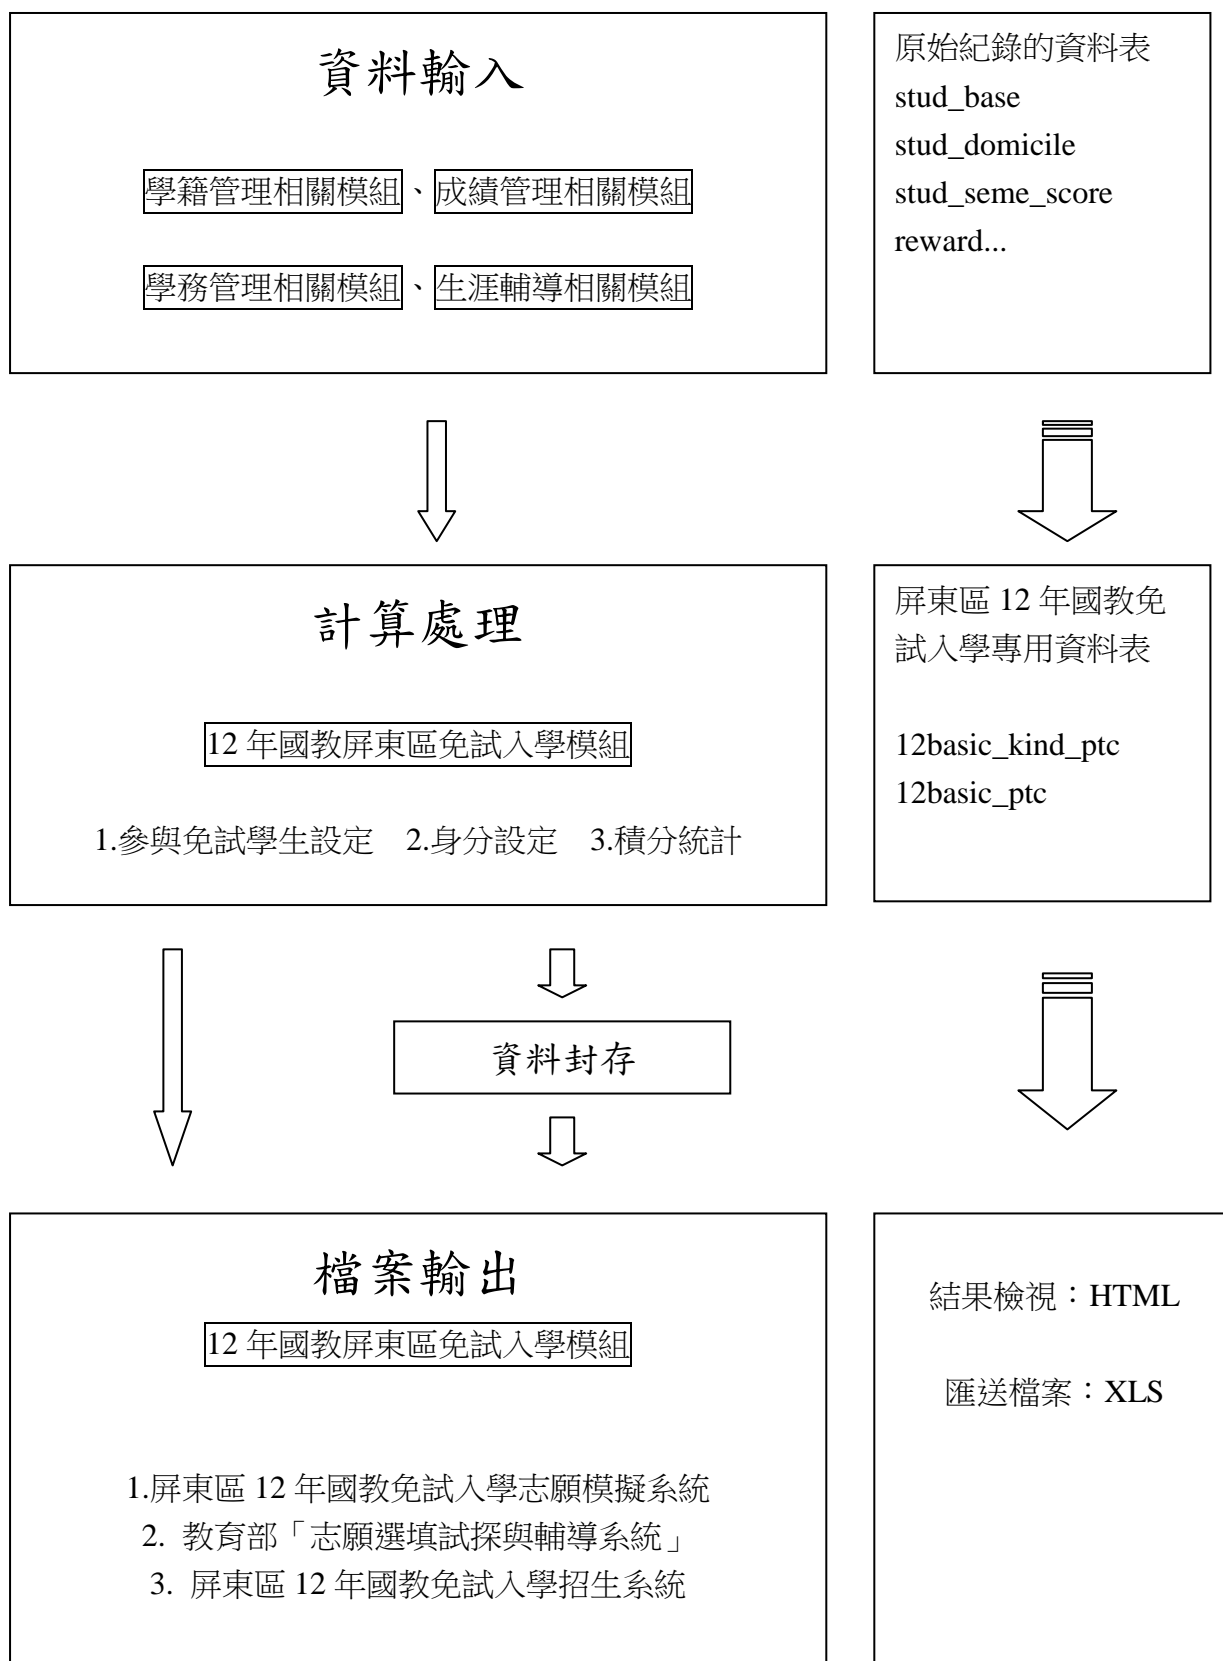 資料輸入
學籍管理相關模組、成績管理相關模組
學務管理相關模組、生涯輔導相關模組
原始紀錄的資料表
stud_base
stud_domicile
stud_seme_score
reward...
計算處理
12 年國教屏東區免試入學模組
1.參與免試學生設定 2.身分設定 3.積分統計
屏東區 12 年國教免
試入學專用資料表
12basic_kind_ptc
12basic_ptc
資料封存
檔案輸出
12 年國教屏東區免試入學模組
1.屏東區 12 年國教免試入學志願模擬系統
2. 教育部「志願選填試探與輔導系統」
3. 屏東區 12 年國教免試入學招生系統
結果檢視：HTML
匯送檔案：XLS